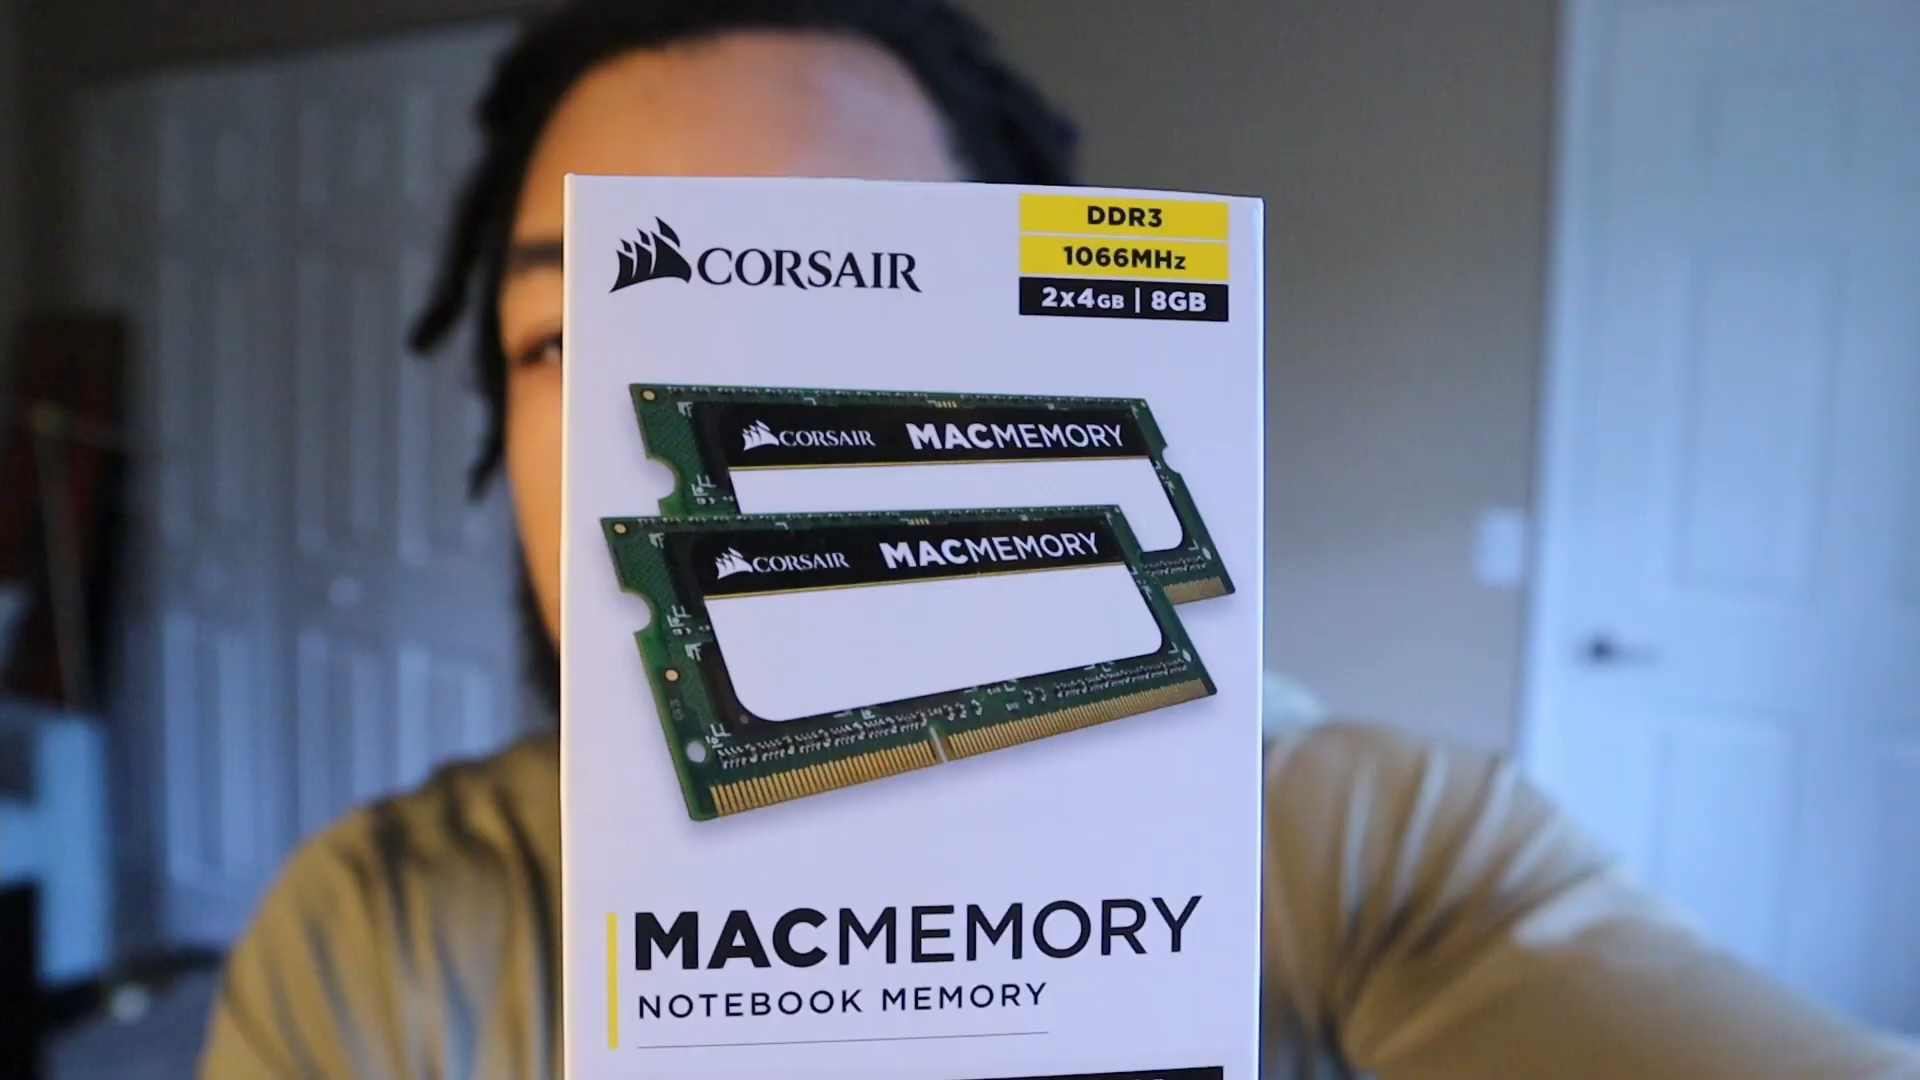 CORSAIR
DDR3
1066MHz
2x4GB | 8GB
CORSAIR MACMEMORY
CORSAIR MACMEMORY
MACMEMORY
NOTEBOOK MEMORY